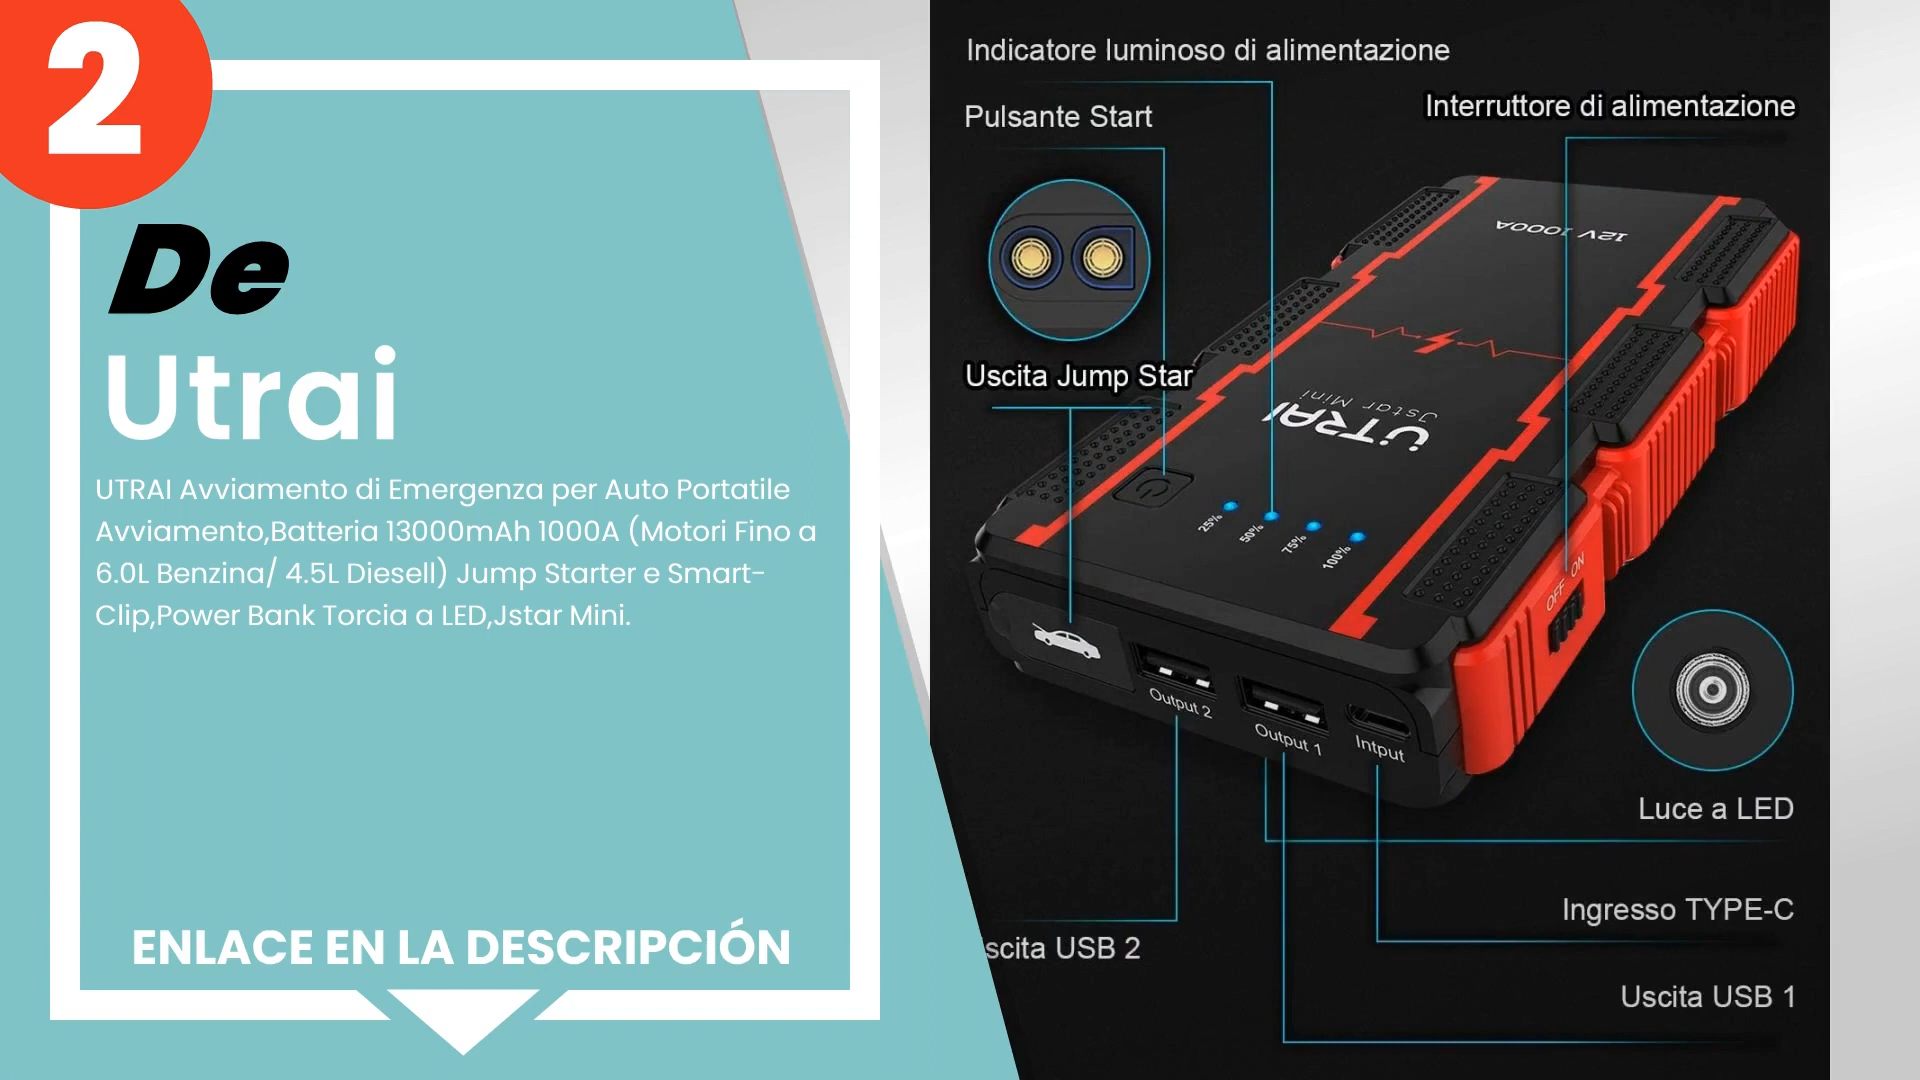 2
De
Utrai
UTRAI Avviamento di Emergenza per Auto Portatile
Avviamento,Batteria 13000mAh 1000A (Motori Fino a
6.0L Benzina/ 4.5L Diesell) Jump Starter e Smart-
Clip,Power Bank Torcia a LED,Jstar Mini.
ENLACE EN LA DESCRIPCIÓN
Indicatore luminoso di alimentazione
Pulsante Start
Interruttore di alimentazione
12V 1000A
Uscita Jump Star
UTRAI
Jstar Mini
25%
50%
75%
100%
OFF ON
Output 2
Output 1
Intput
Luce a LED
Ingresso TYPE-C
scita USB 2
Uscita USB 1